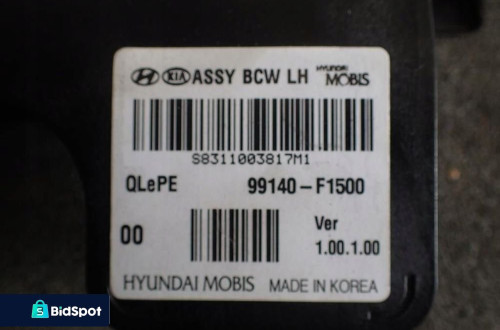 KIA ASSY BCW LH HYUNDAI MOBIS
S8311003817M1
QLePE 99140-F1500
00 Ver
1.00.1.00
HYUNDAI MOBIS MADE IN KOREA
S BidSpot